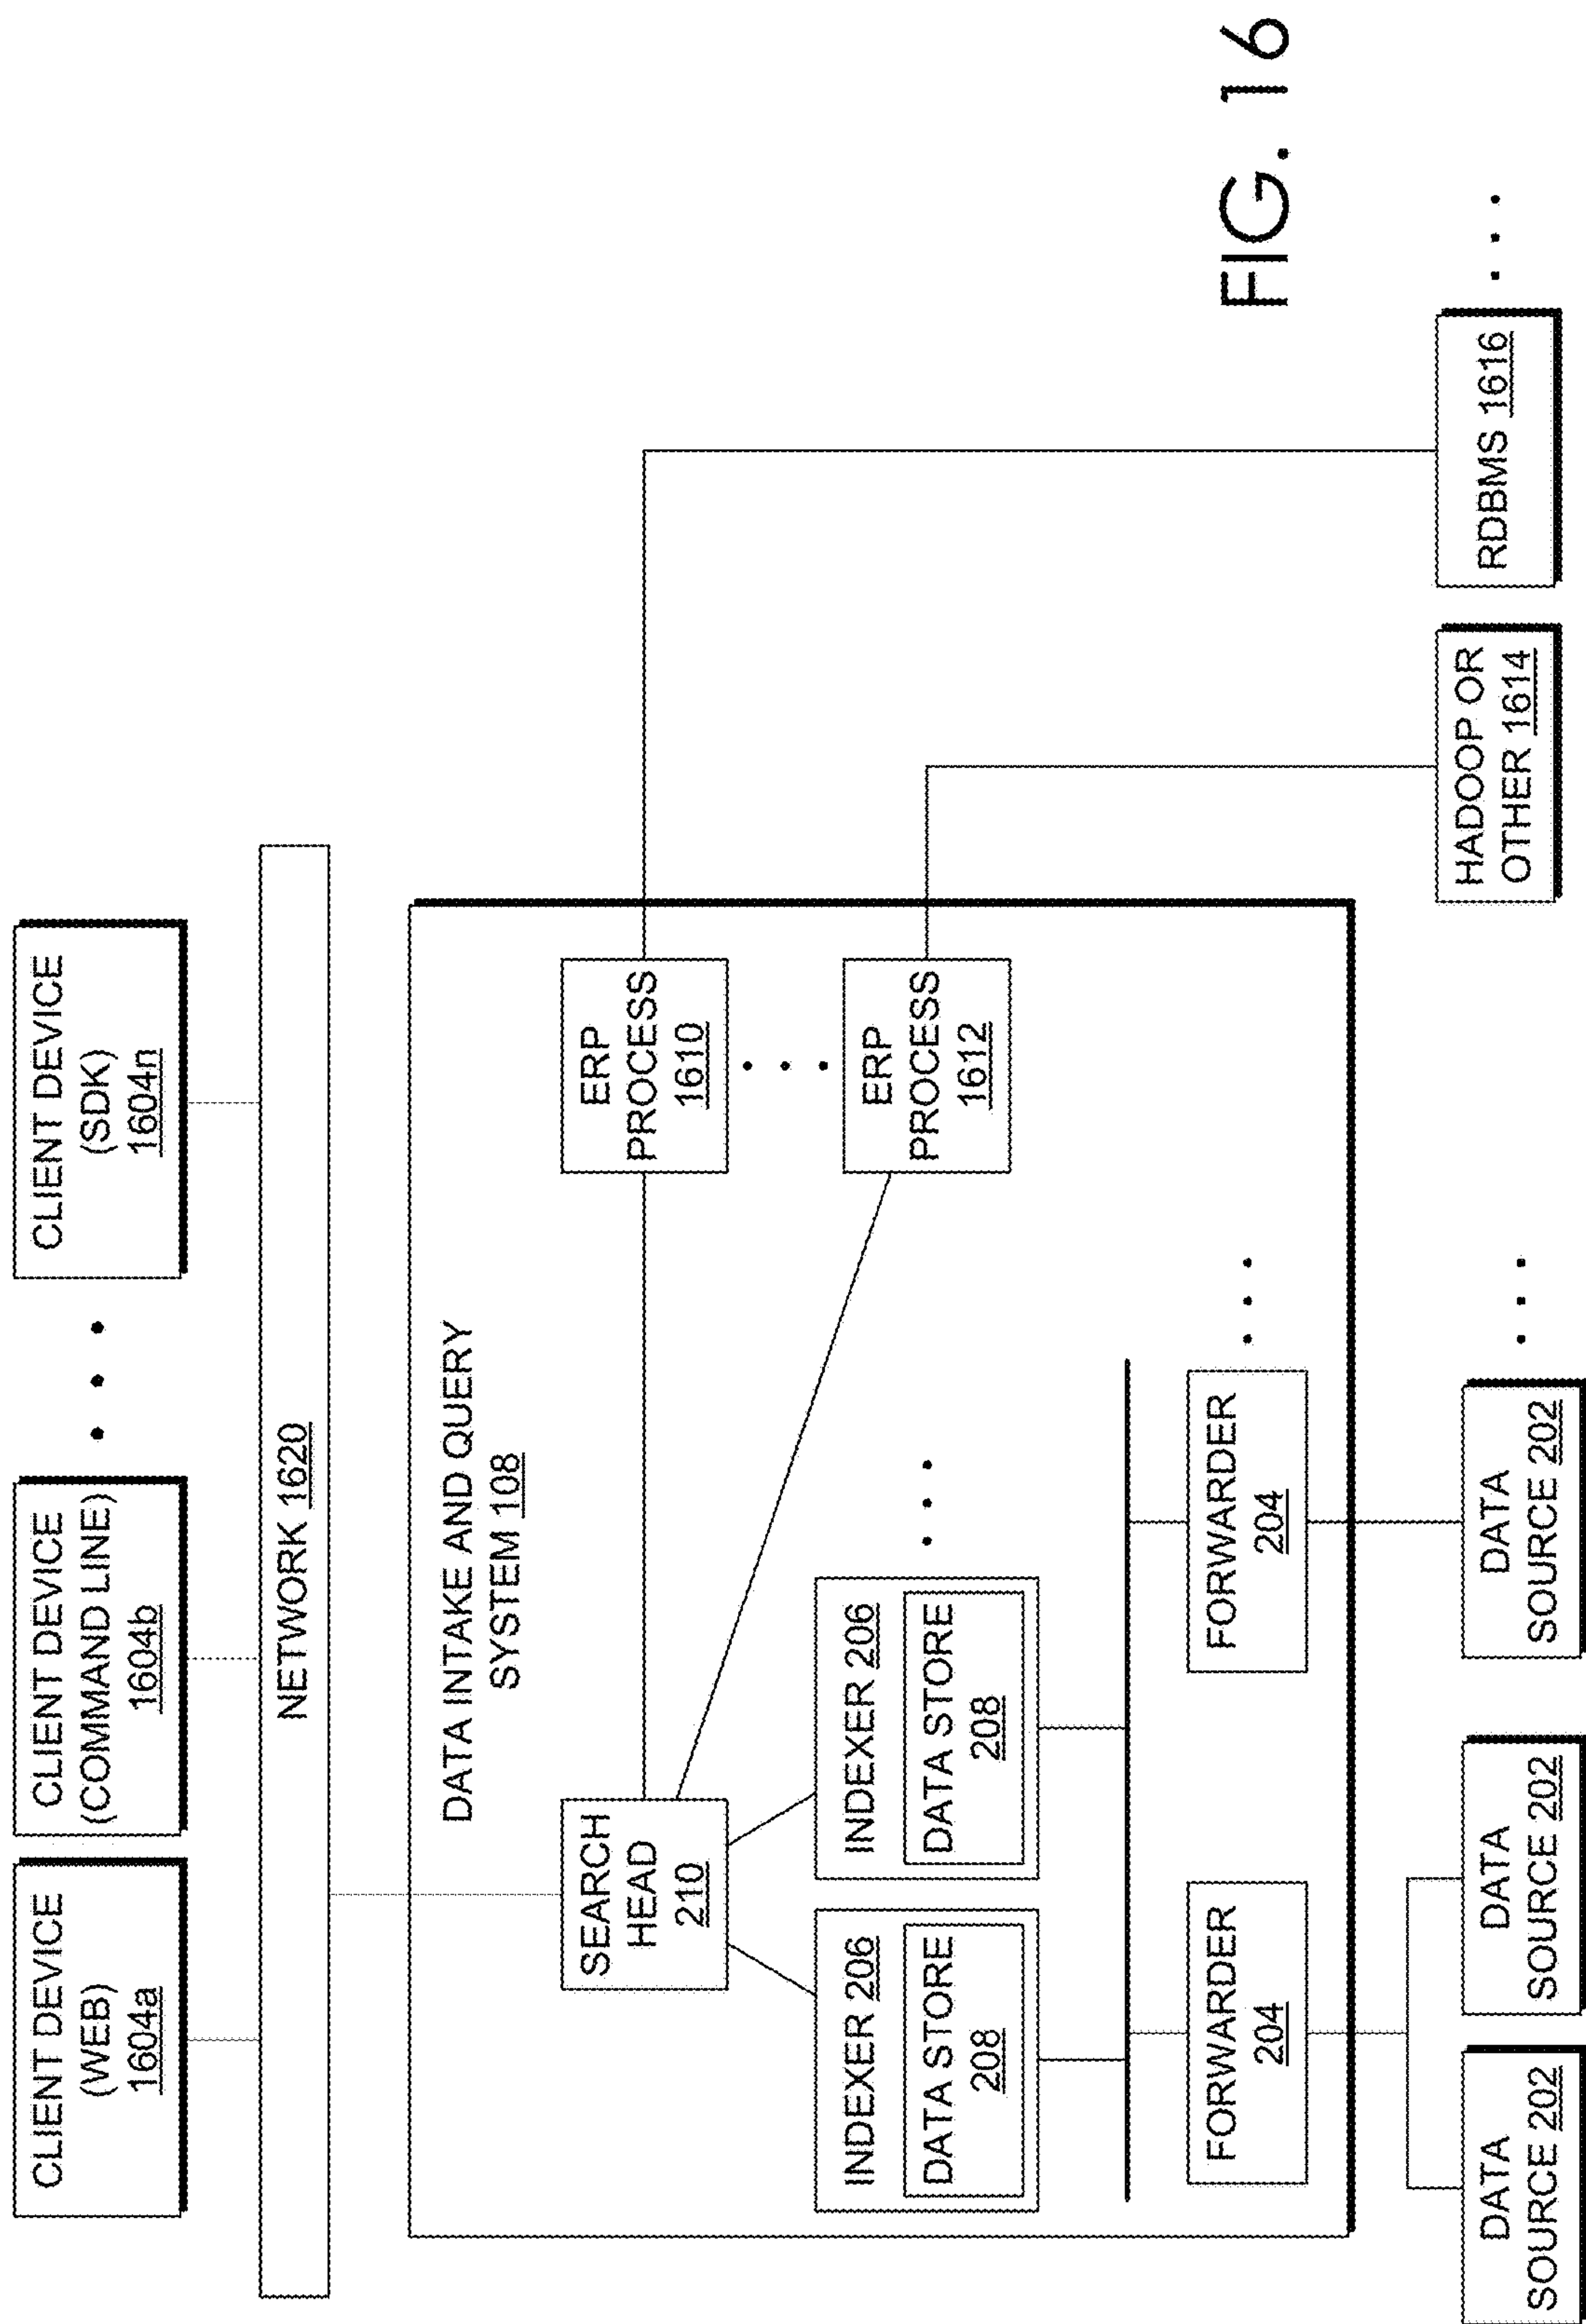 CLIENT DEVICE
(WEB)
1604a
CLIENT DEVICE
(COMMAND LINE)
1604b
CLIENT DEVICE
(SDK)
1604n
NETWORK 1620
DATA INTAKE AND QUERY
SYSTEM 108
SEARCH
HEAD
210
ERP
PROCESS
1610
ERP
PROCESS
1612
INDEXER 206
DATA STORE
208
INDEXER 206
DATA STORE
208
FORWARDER
204
FORWARDER
204
DATA
SOURCE 202
DATA
SOURCE 202
DATA
SOURCE 202
HADOOP OR
OTHER 1614
RDBMS 1616
FIG. 16